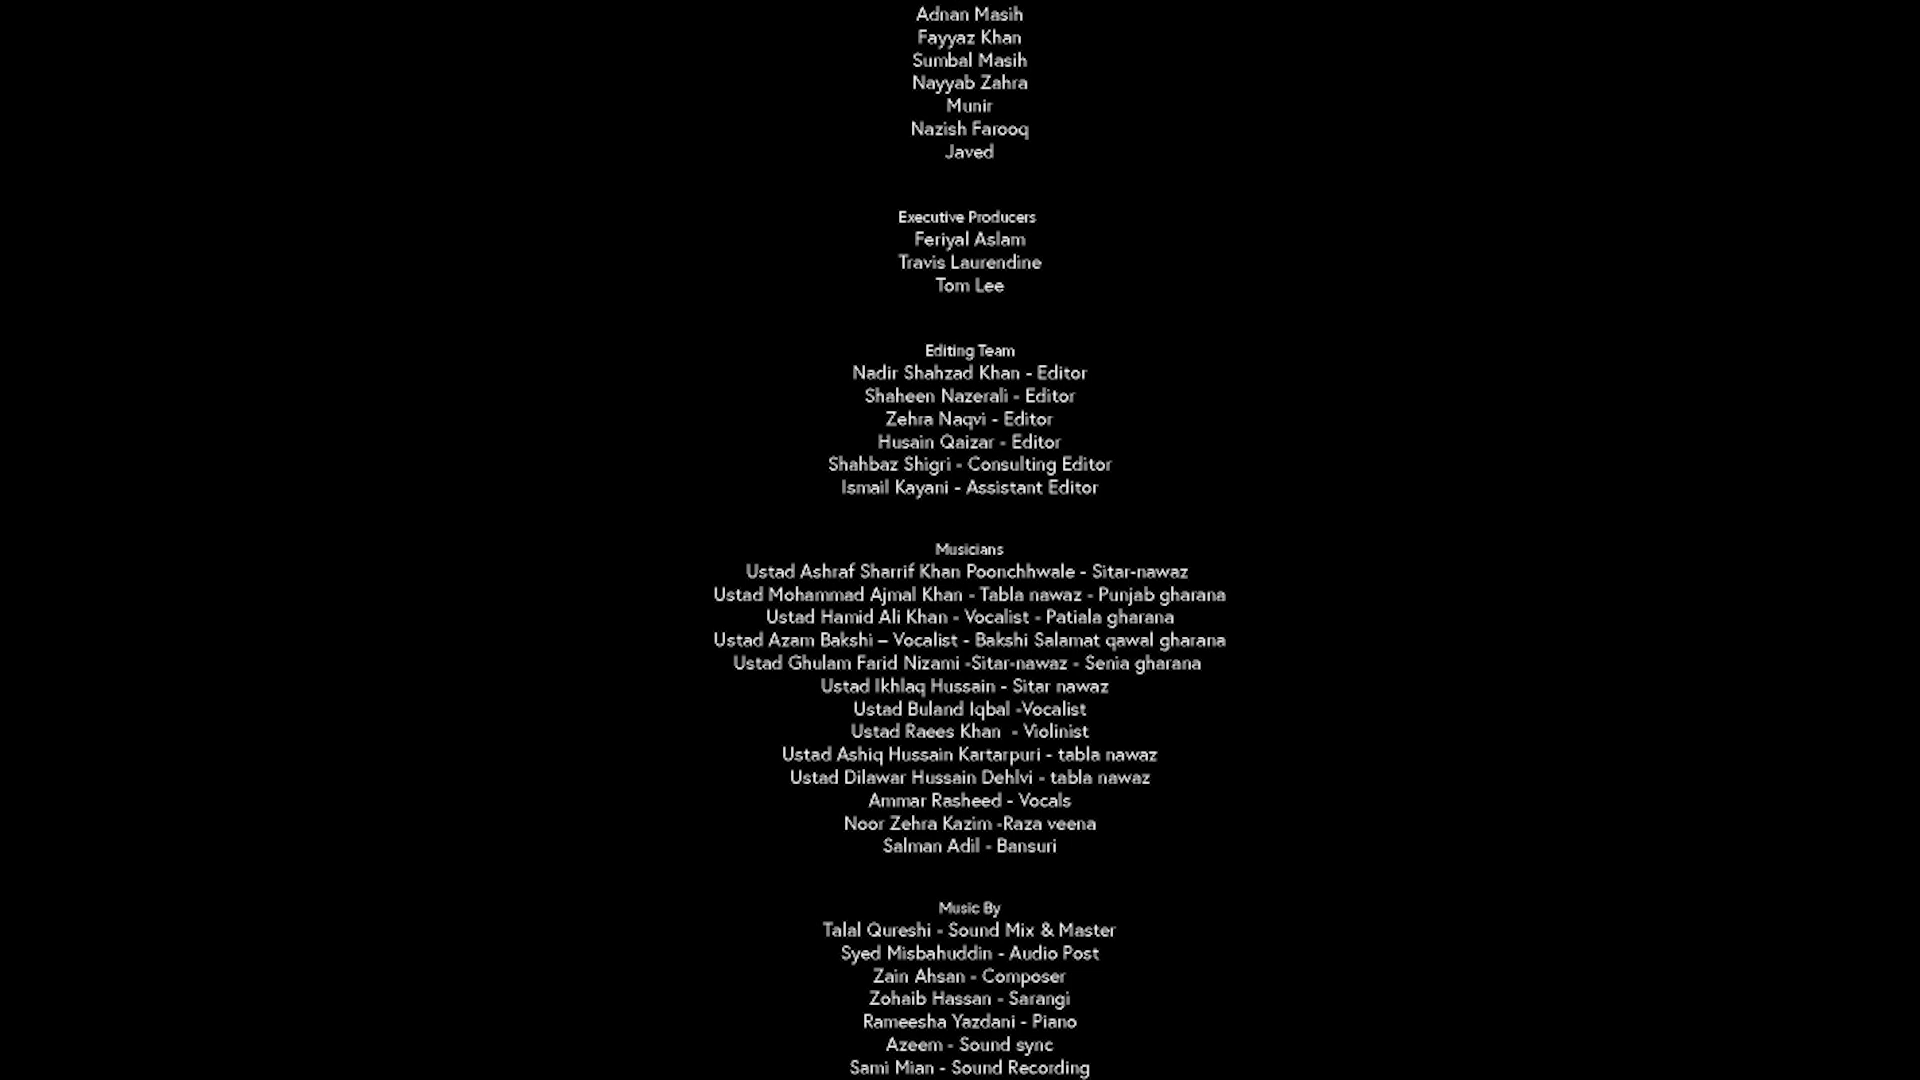 Adnan Masih
Fayyaz Khan
Sumbal Masih
Nayyab Zahra
Munir
Nazish Farooq
Javed
Executive Producers
Feriyal Aslam
Travis Laurendine
Tom Lee
Editing Team
Nadir Shahzad Khan - Editor
Shaheen Nazerali - Editor
Zehra Naqvi - Editor
Husain Qaizar - Editor
Shahbaz Shigri - Consulting Editor
Ismail Kayani - Assistant Editor
Musicians
Ustad Ashraf Sharrif Khan Poonchhwale - Sitar-nawaz
Ustad Mohammad Ajmal Khan - Tabla nawaz - Punjab gharana
Ustad Hamid Ali Khan - Vocalist - Patiala gharana
Ustad Azam Bakshi – Vocalist - Bakshi Salamat qawal gharana
Ustad Ghulam Farid Nizami -Sitar-nawaz - Senia gharana
Ustad Ikhlaq Hussain - Sitar nawaz
Ustad Buland Iqbal -Vocalist
Ustad Raees Khan  - Violinist
Ustad Ashiq Hussain Kartarpuri - tabla nawaz
Ustad Dilawar Hussain Dehlvi - tabla nawaz
Ammar Rasheed - Vocals
Noor Zehra Kazim -Raza veena
Salman Adil - Bansuri
Music By
Talal Qureshi - Sound Mix & Master
Syed Misbahuddin - Audio Post
Zain Ahsan - Composer
Zohaib Hassan - Sarangi
Rameesha Yazdani - Piano
Azeem - Sound sync
Sami Mian - Sound Recording